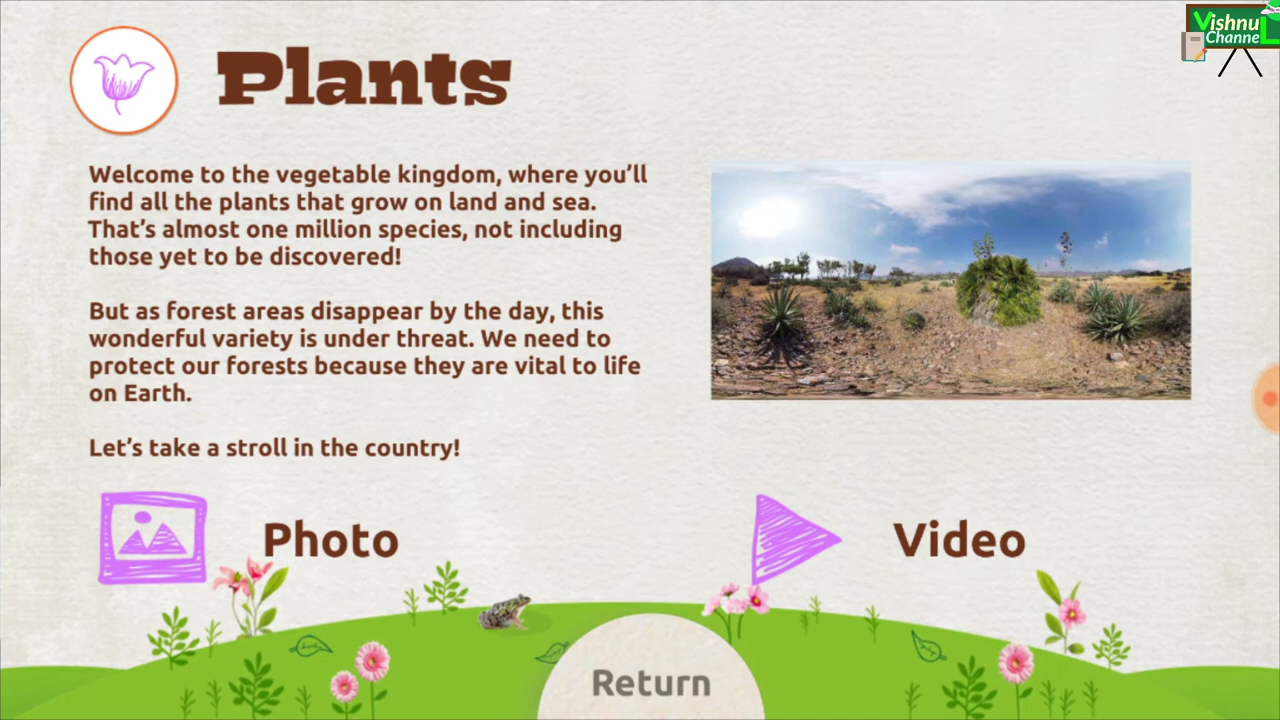 Vishnu
Channel
Plants
Welcome to the vegetable kingdom, where you’ll
find all the plants that grow on land and sea.
That’s almost one million species, not including
those yet to be discovered!
But as forest areas disappear by the day, this
wonderful variety is under threat. We need to
protect our forests because they are vital to life
on Earth.
Let’s take a stroll in the country!
Photo
Video
Return